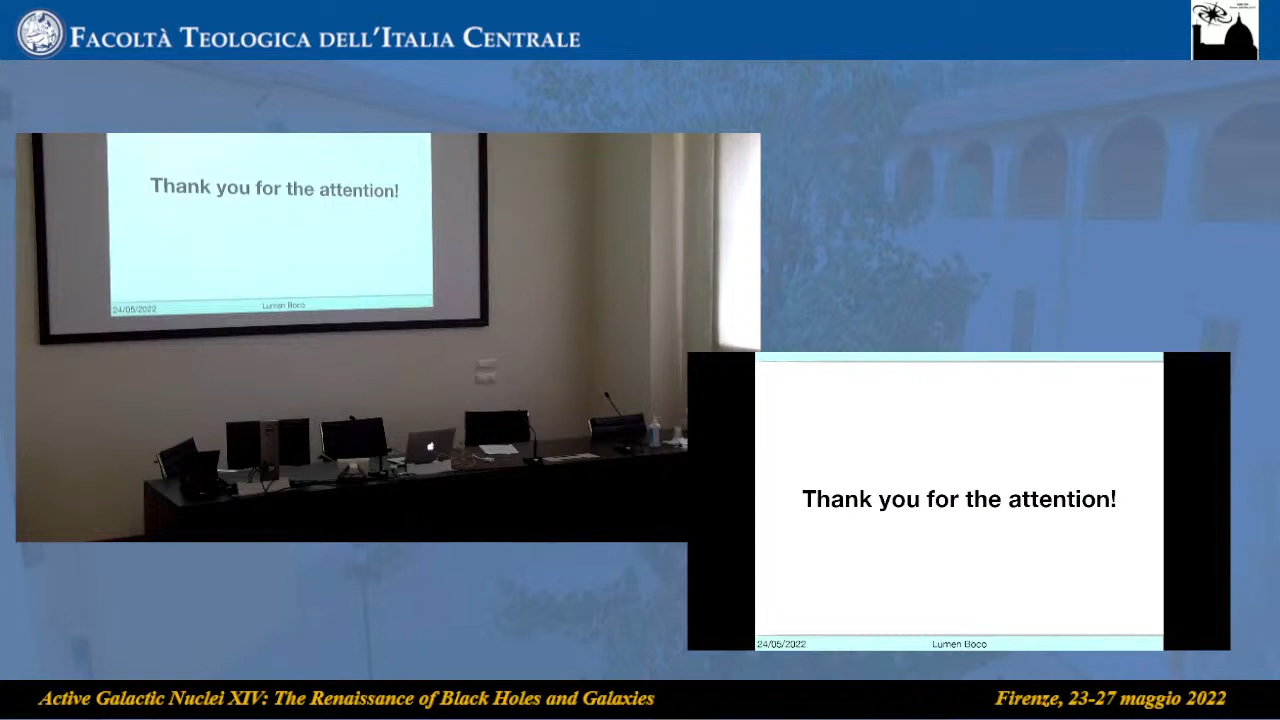 FACOLTÀ TEOLOGICA DELL'ITALIA CENTRALE
Thank you for the attention!
24/05/2022
Lumen Boco
Thank you for the attention!
24/05/2022
Lumen Boco
Active Galactic Nuclei XIV: The Renaissance of Black Holes and Galaxies
Firenze, 23-27 maggio 2022